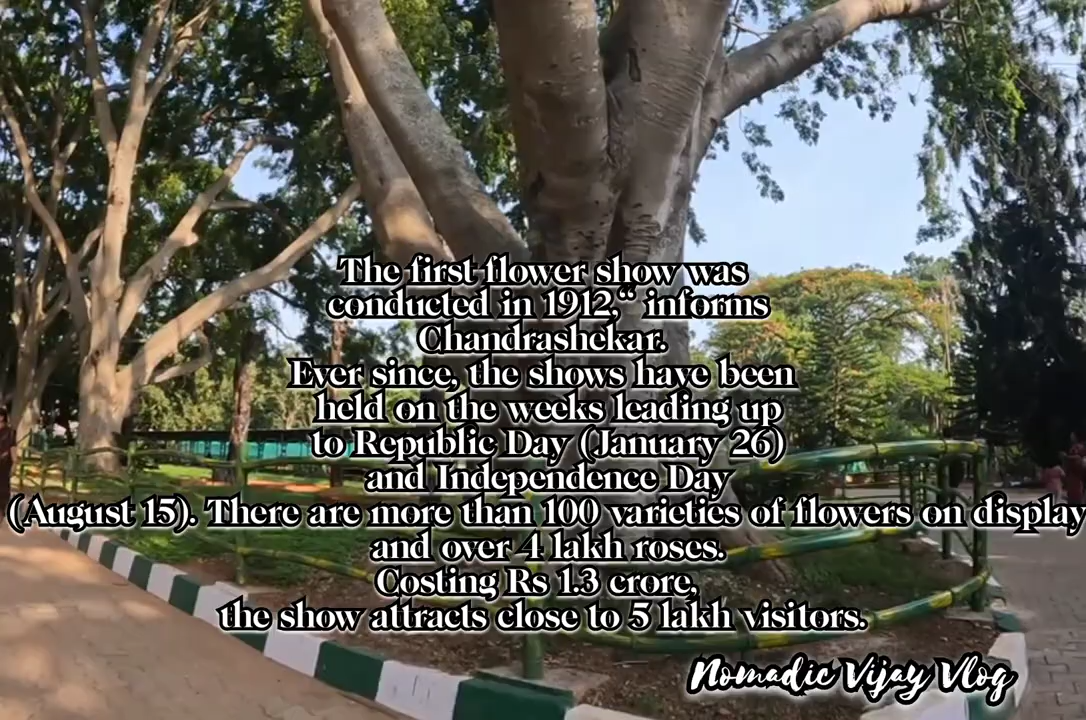 The first flower show was
conducted in 1912,“ informs
Chandrashekar.
Ever since, the shows have been
held on the weeks leading up
to Republic Day (January 26)
and Independence Day
(August 15). There are more than 100 varieties of flowers on display
and over 4 lakh roses.
Costing Rs 1.3 crore,
the show attracts close to 5 lakh visitors.
Nomadic Vijay Vlog